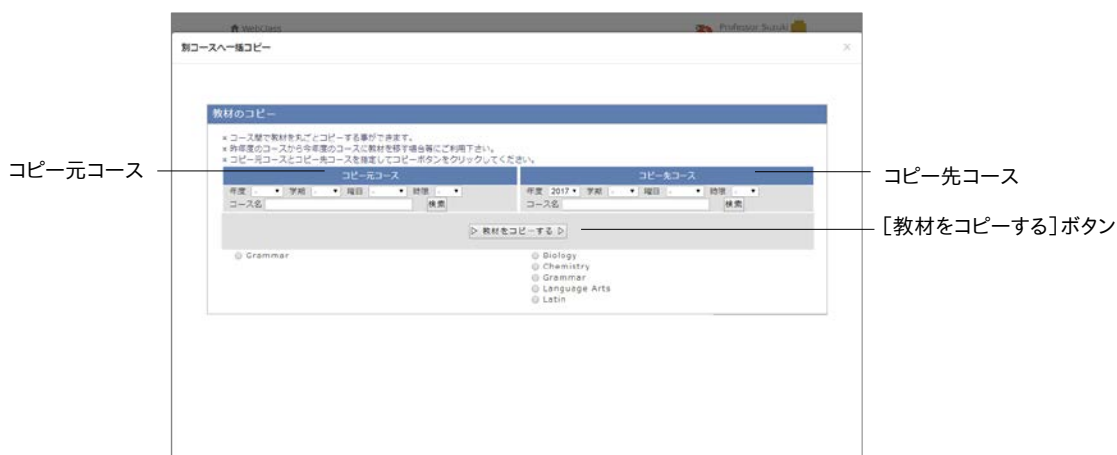 WebClass Professor Suzuki
別コースへ一括コピー ×
教材のコピー
※ コース間で教材を丸ごとコピーする事ができます。
※ 昨年度のコースから今年度のコースに教材を移す場合等にご利用下さい。
※ コピー元コースとコピー先コースを指定してコピーボタンをクリックしてください。
コピー元コース
コピー元コース コピー先コース
コピー先コース
年度 - 学期 - 曜日 - 時限 - 年度 2017 学期 - 曜日 - 時限 -
コース名 検索 コース名 検索
▷ 教材をコピーする ▷
[教材をコピーする]ボタン
Grammar
Biology
Chemistry
Grammar
Language Arts
Latin